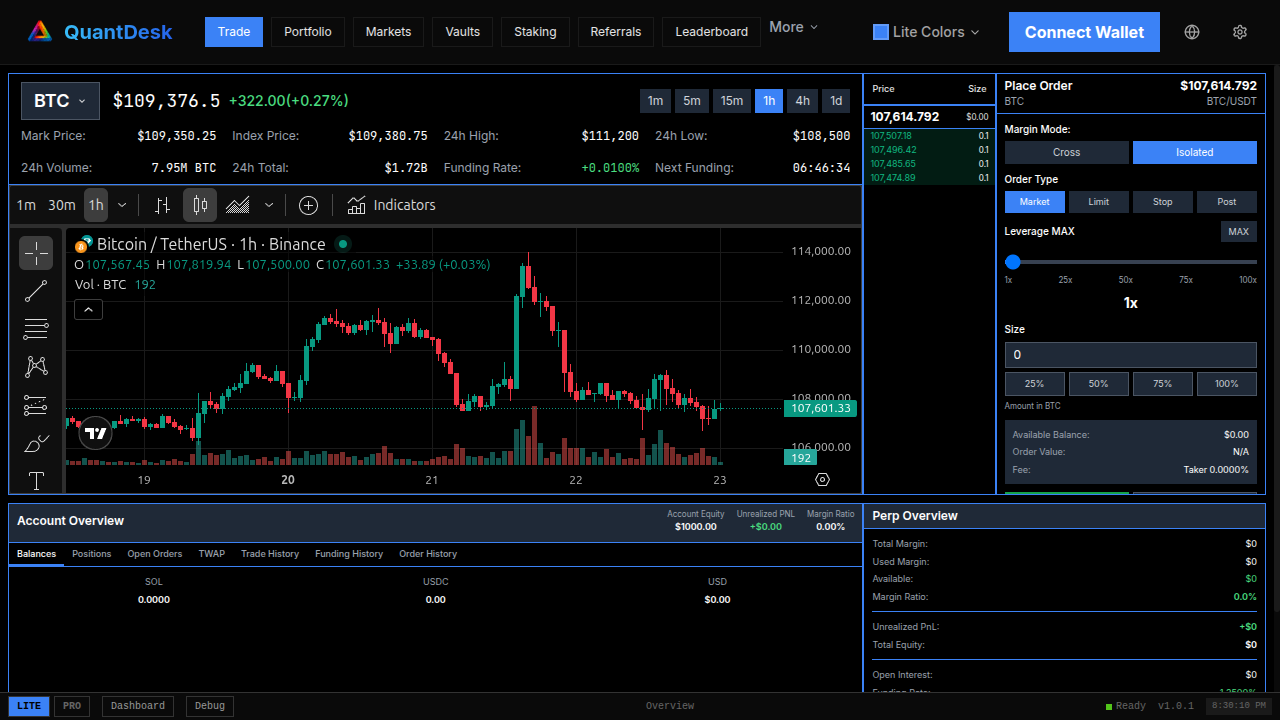 QuantDesk
Trade
Portfolio
Markets
Vaults
Staking
Referrals
Leaderboard
More
Lite Colors
Connect Wallet
BTC
$109,376.5 +322.00(+0.27%)
1m 5m 15m 1h 4h 1d
Mark Price: $109,350.25 Index Price: $109,380.75 24h High: $111,200 24h Low: $108,500
24h Volume: 7.95M BTC 24h Total: $1.72B Funding Rate: +0.0100% Next Funding: 06:46:34
1m 30m 1h Indicators
Bitcoin / TetherUS · 1h · Binance
O107,567.45 H107,819.94 L107,500.00 C107,601.33 +33.89 (+0.03%)
Vol · BTC 192
114,000.00
112,000.00
110,000.00
108,000.00
107,601.33
106,000.00
192
19 20 21 22 23
Price Size
107,614.792 $0.00
107,507.18 0.1
107,496.42 0.1
107,485.65 0.1
107,474.89 0.1
Place Order $107,614.792
BTC BTC/USDT
Margin Mode:
Cross Isolated
Order Type
Market Limit Stop Post
Leverage MAX MAX
1x 25x 50x 75x 100x
1x
Size
0
25% 50% 75% 100%
Amount in BTC
Available Balance: $0.00
Order Value: N/A
Fee: Taker 0.0000%
Account Overview
Account Equity Unrealized PNL Margin Ratio
$1000.00 +$0.00 0.00%
Balances Positions Open Orders TWAP Trade History Funding History Order History
SOL USDC USD
0.0000 0.00 $0.00
Perp Overview
Total Margin: $0
Used Margin: $0
Available: $0
Margin Ratio: 0.0%
Unrealized PnL: +$0
Total Equity: $0
Open Interest: $0
Funding Rate: 1.2500%
LITE PRO Dashboard Debug
Overview
Ready v1.0.1 8:30:10 PM